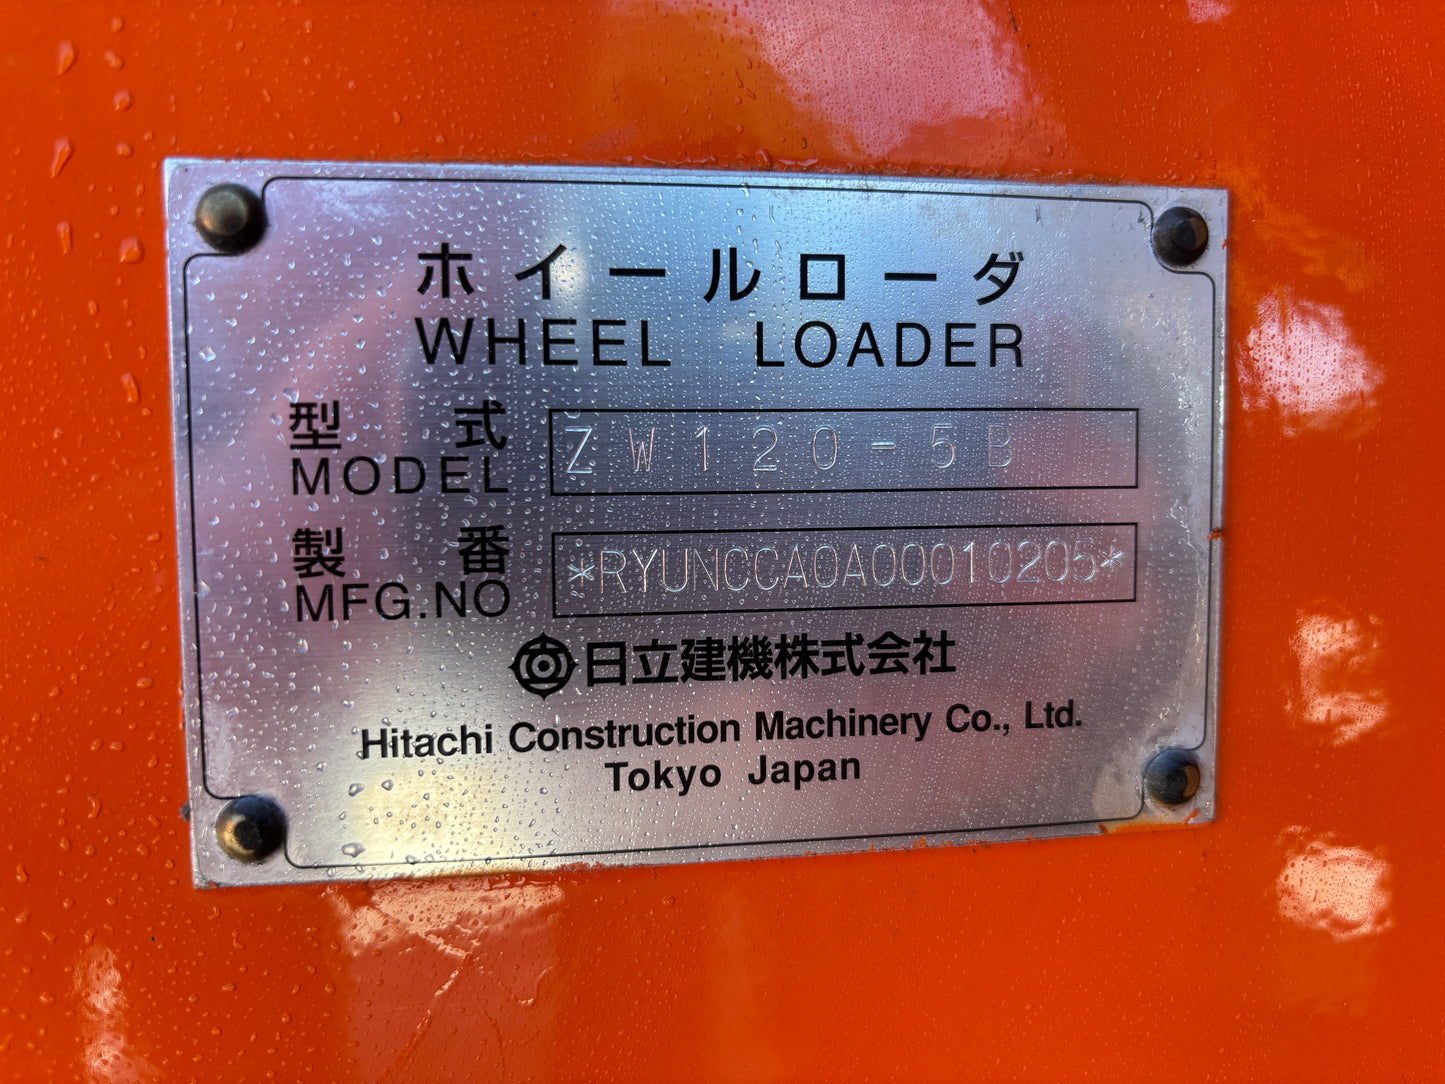 ホイールローダ
WHEEL LOADER
型式 ZW120-5B
MODEL
製番 *RYUNCCA0A00010205*
MFG.NO
日立建機株式会社
Hitachi Construction Machinery Co., Ltd.
Tokyo Japan